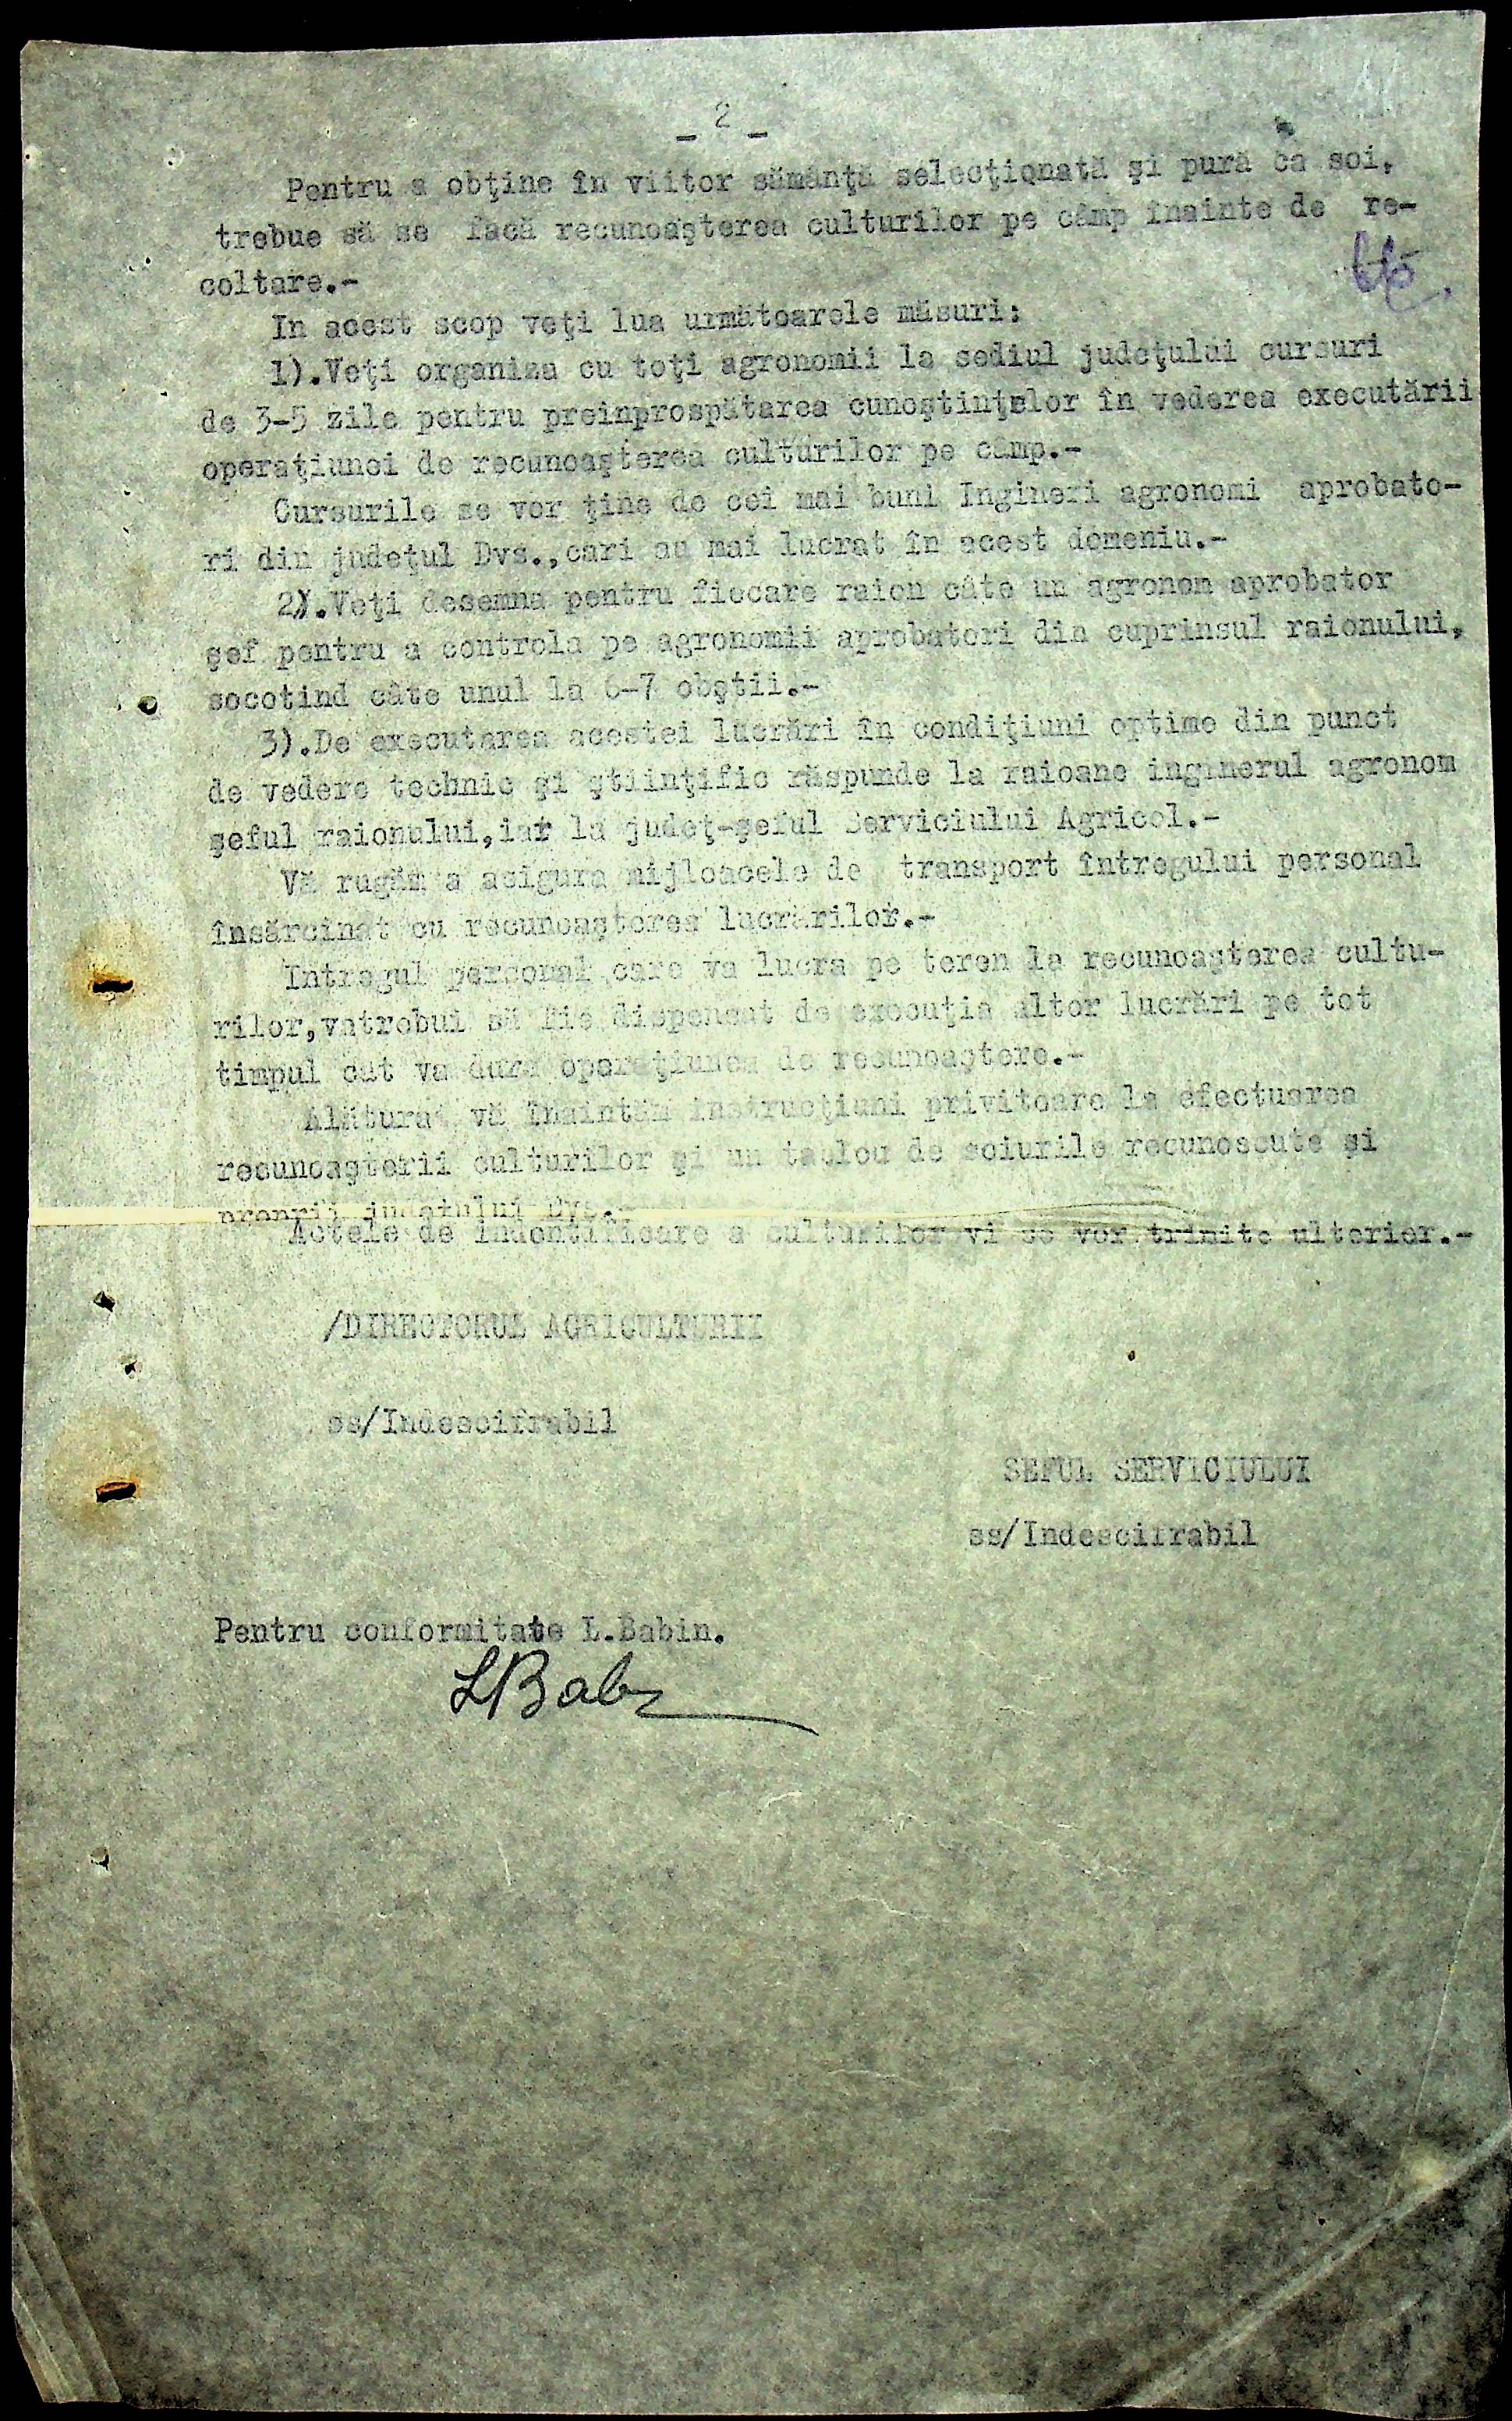 _ 2 _
Pentru a obţine în viitor sămânţă selecţionată şi pură ca soi,
trebue să se facă recunoaşterea culturilor pe câmp înainte de re-
coltare.-
In acest scop veţi lua următoarele măsuri:
1).Veţi organiza cu toţi agronomii la sediul judeţului cursuri
de 3-5 zile pentru preinprospătarea cunoştinţelor în vederea executării
operaţiunei de recunoaşterea culturilor pe câmp.-
Cursurile se vor ţine de cei mai buni Ingineri agronomi aprobato-
ri din judeţul Dvs.,cari au mai lucrat în acest domeniu.-
2).Veţi desemna pentru fiecare raion câte un agronom aprobator
şef pentru a controla pe agronomii aprobatori din cuprinsul raionului,
socotind câte unul la 6-7 obştii.-
3).De executarea acestei lucrări în condiţiuni optime din punct
de vedere technic şi ştiinţific răspunde la raioane inginerul agronom
şeful raionului,iar la judeţ-şeful Serviciului Agricol.-
Vă rugăm a asigura mijloacele de transport întregului personal
însărcinat cu recunoaşterea lucrărilor.-
Intregul personal care va lucra pe teren la recunoaşterea cultu-
rilor,vatrebui să fie dispensat de execuţia altor lucrări pe tot
timpul cât va dura operaţiunea de recunoaştere.-
Alăturat vă înaintăm instrucţiuni privitoare la efectuarea
recunoaşterii culturilor şi un tablou de soiurile recunoscute şi
proprii judeţului Dvs.-
Actele de indentificare a culturilor vi se vor trimite ulterior.-
/DIRECTORUL AGRICULTURII
ss/Indescifrabil
SEFUL SERVICIULUI
ss/Indescifrabil
Pentru conformitate L.Babin.
LBab